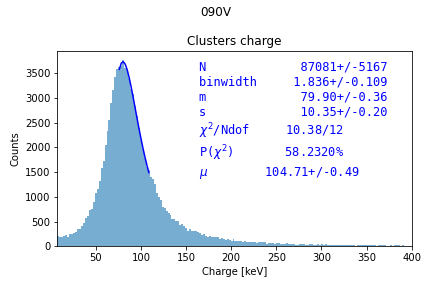 090V
Clusters charge
N 87081+/-5167
binwidth 1.836+/-0.109
m 79.90+/-0.36
s 10.35+/-0.20
χ²/Ndof 10.38/12
P(χ²) 58.2320%
μ 104.71+/-0.49
3500
3000
2500
2000
1500
1000
500
0
Counts
50 100 150 200 250 300 350 400
Charge [keV]